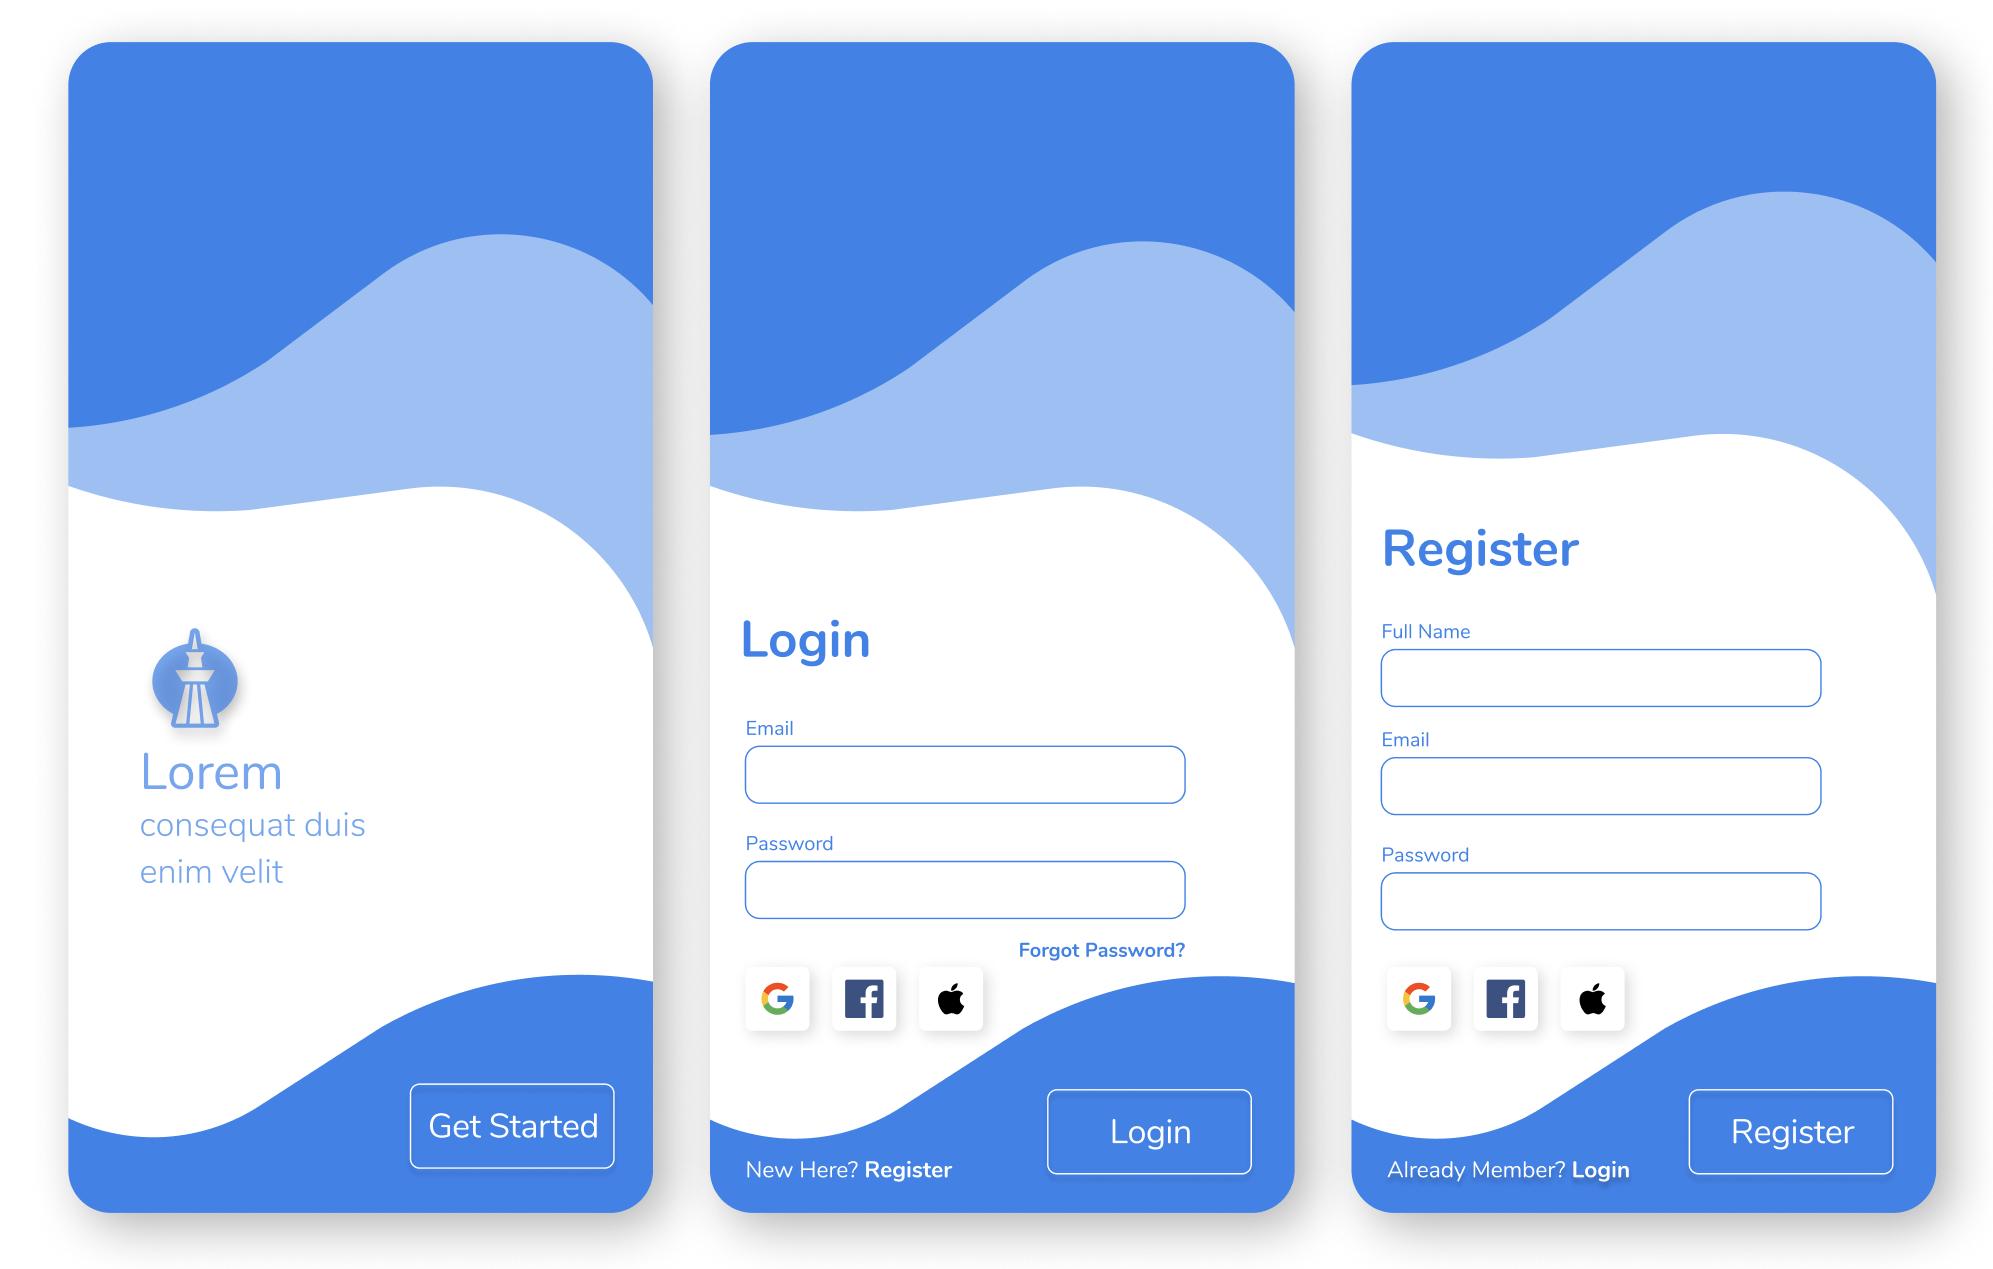 Lorem
consequat duis
enim velit
Get Started
Login
Email
Password
Forgot Password?
Login
New Here? Register
Register
Full Name
Email
Password
Register
Already Member? Login